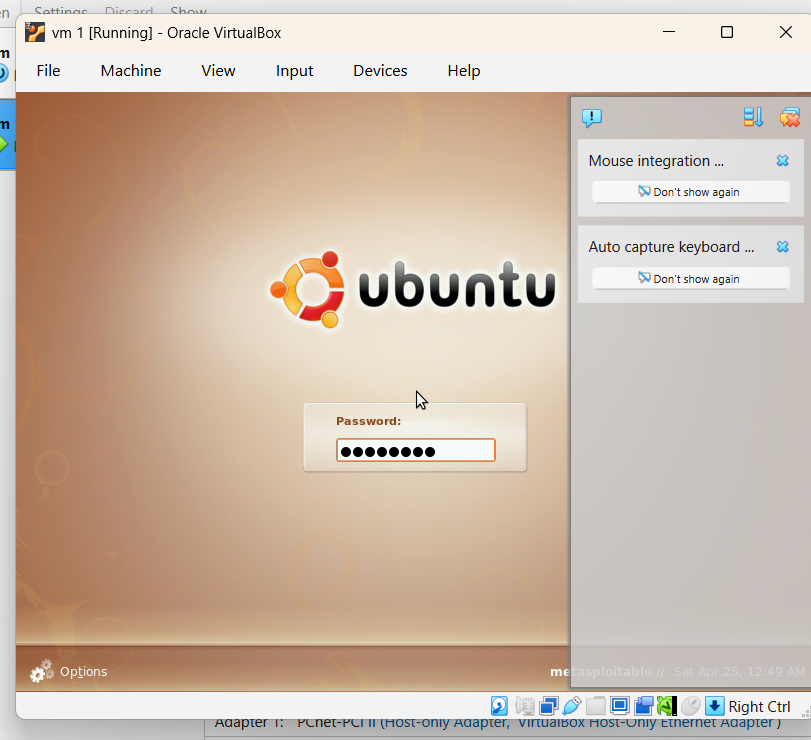 en Settings Discard Show
vm 1 [Running] - Oracle VirtualBox
File Machine View Input Devices Help
m
m
Mouse integration ...
Don't show again
Auto capture keyboard ...
Don't show again
ubuntu
Password:
Options
metasploitable // Sat Apr 25, 12:49 AM
Right Ctrl
Adapter 1: PCnet-PCI II (Host-only Adapter, 'VirtualBox Host-Only Ethernet Adapter')